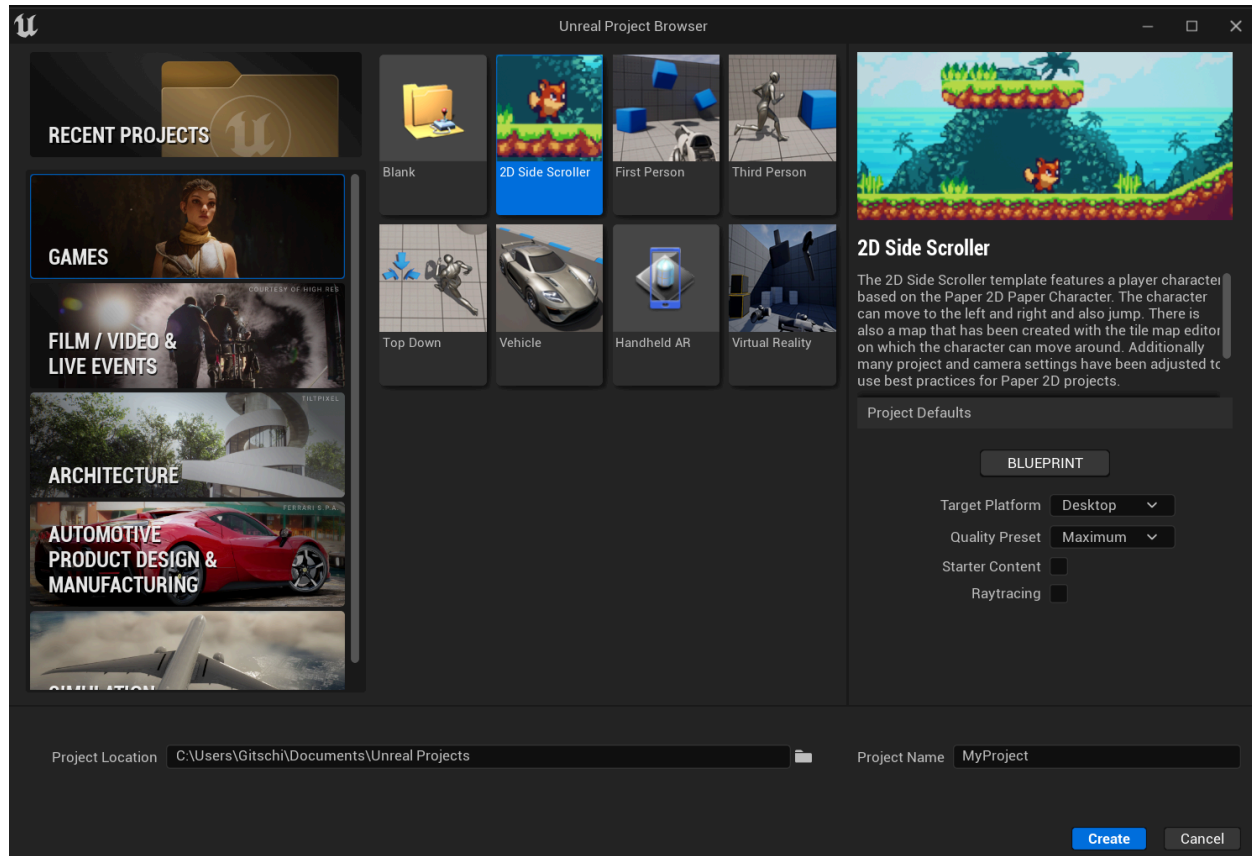 Unreal Project Browser
RECENT PROJECTS
GAMES
COURTESY OF HIGH RES
FILM / VIDEO &
LIVE EVENTS
TILTPIXEL
ARCHITECTURE
FERRARI S.P.A.
AUTOMOTIVE
PRODUCT DESIGN &
MANUFACTURING
SIMULATION
Blank
2D Side Scroller
First Person
Third Person
Top Down
Vehicle
Handheld AR
Virtual Reality
2D Side Scroller
The 2D Side Scroller template features a player character
based on the Paper 2D Paper Character. The character
can move to the left and right and also jump. There is
also a map that has been created with the tile map editor
on which the character can move around. Additionally
many project and camera settings have been adjusted to
use best practices for Paper 2D projects.
Project Defaults
BLUEPRINT
Target Platform Desktop
Quality Preset Maximum
Starter Content
Raytracing
Project Location C:\Users\Gitschi\Documents\Unreal Projects
Project Name MyProject
Create
Cancel